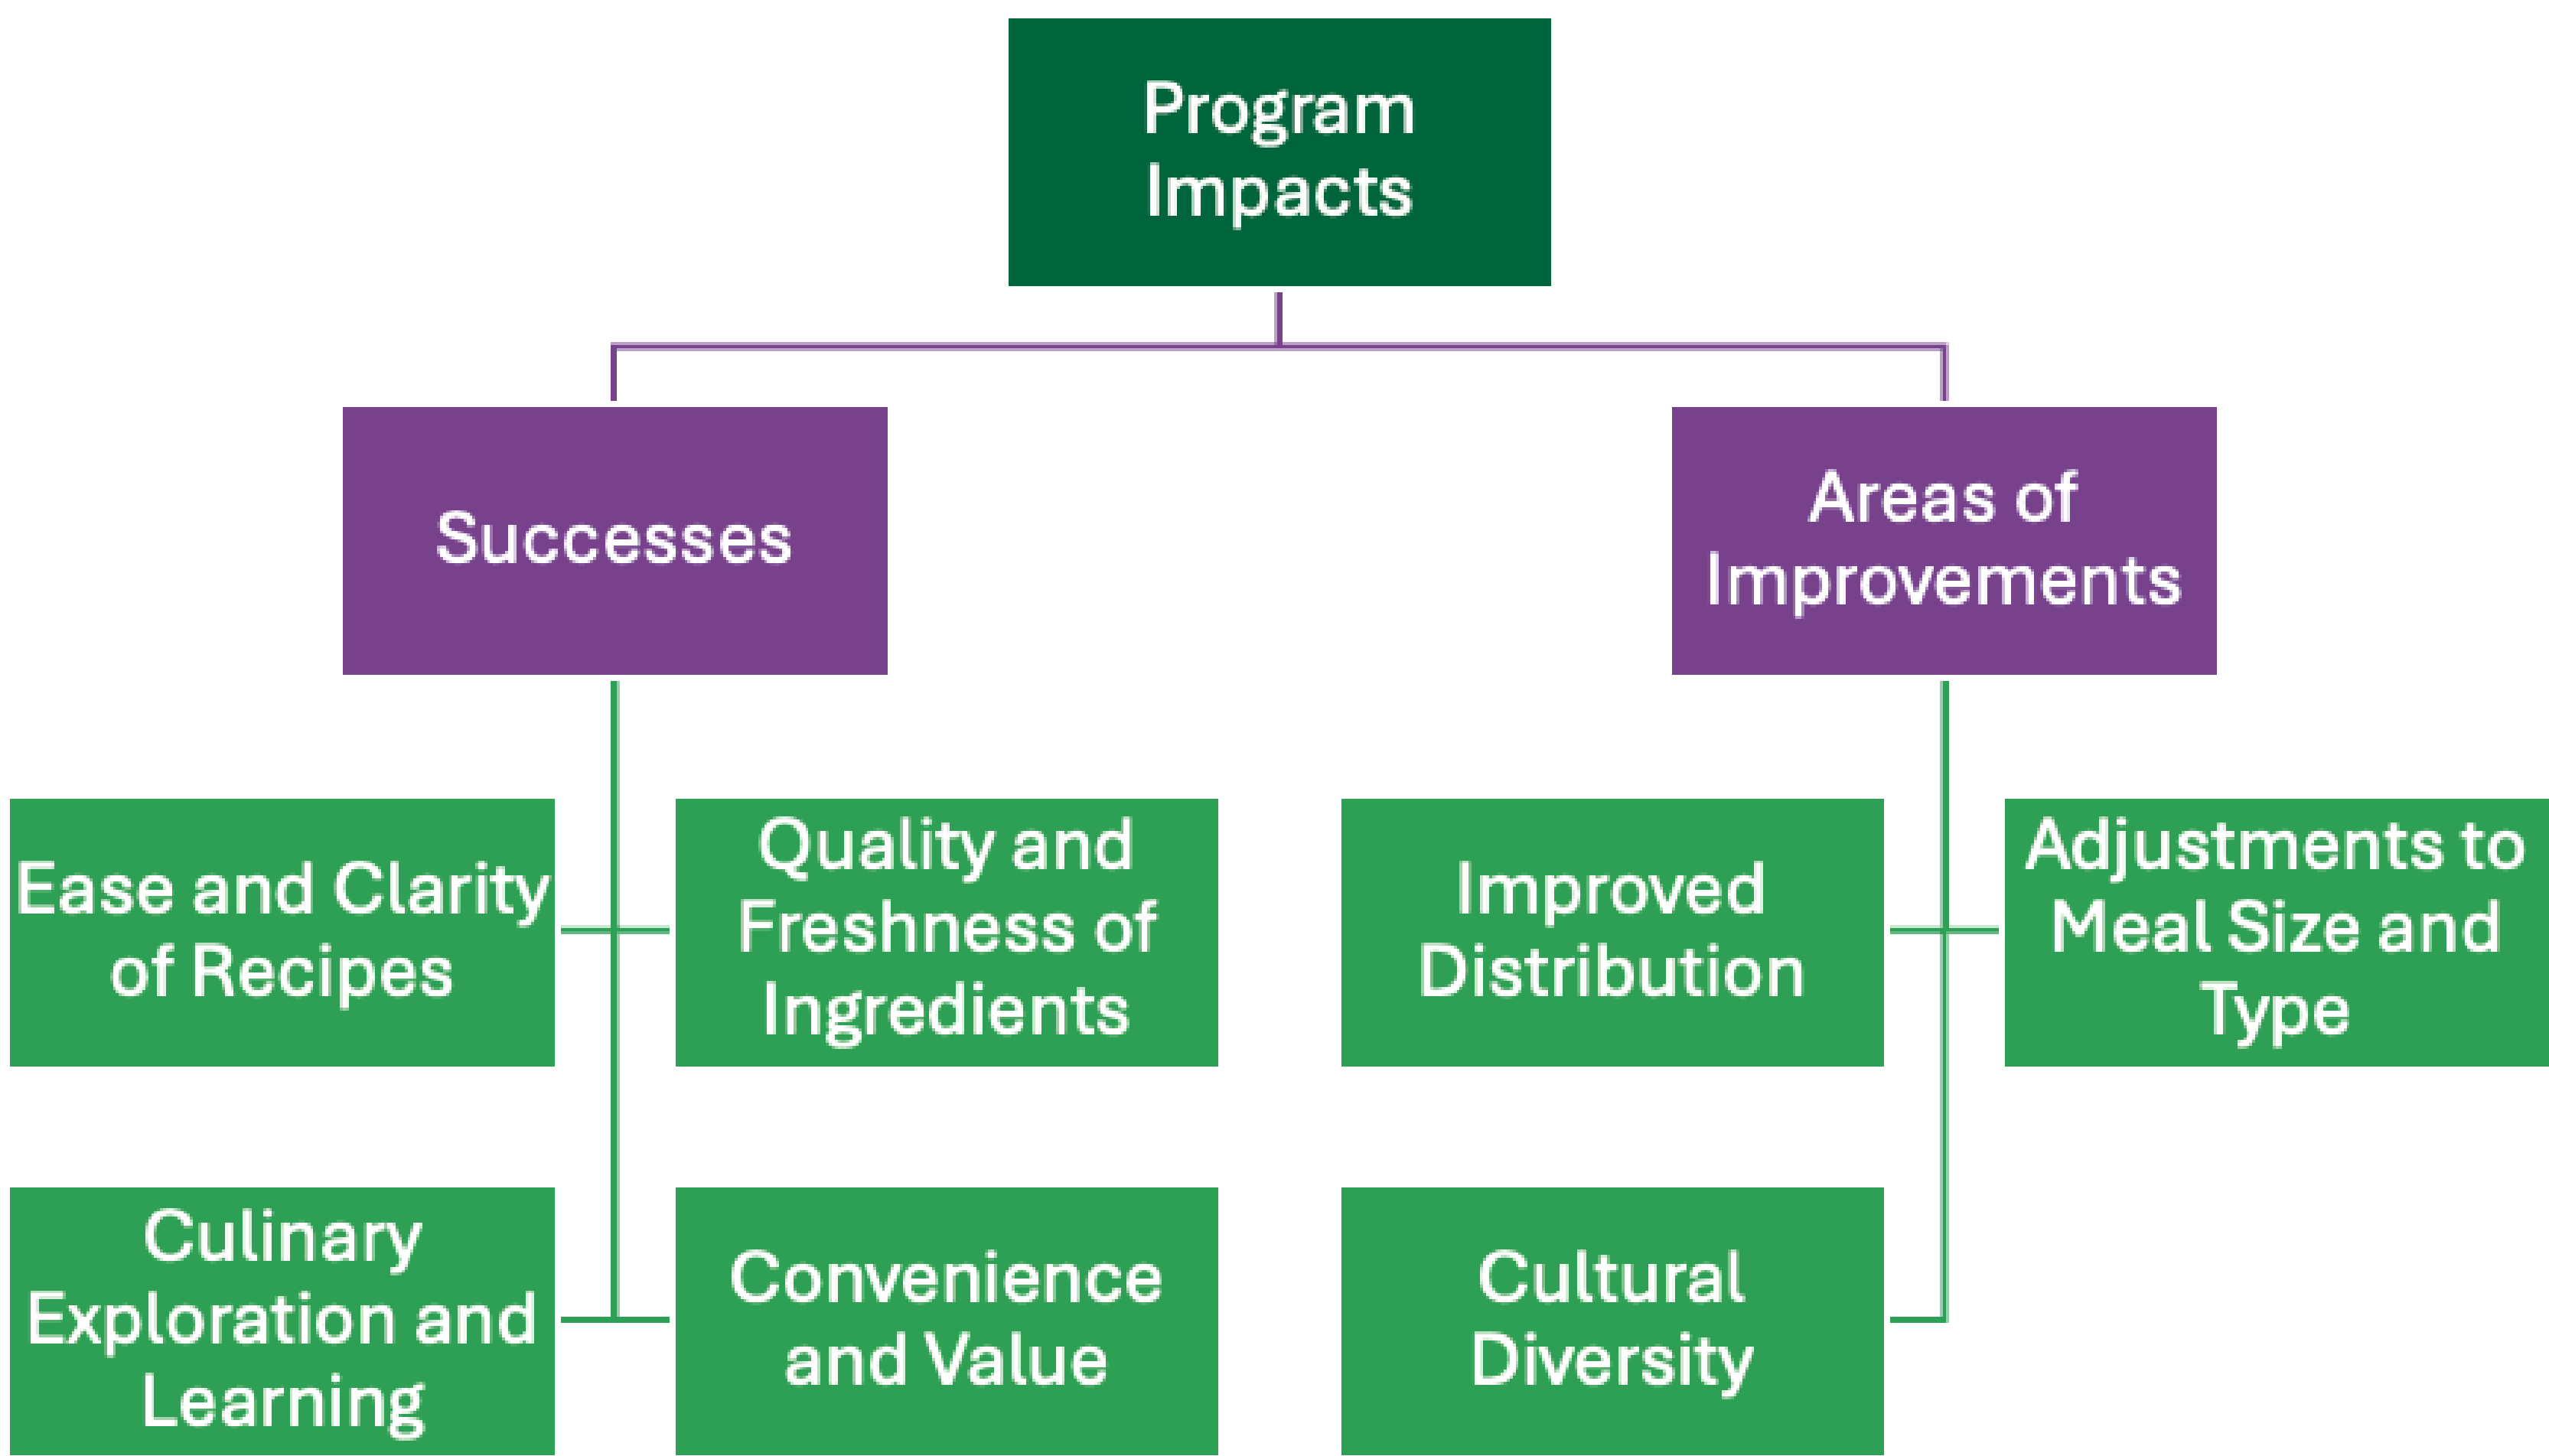 Program
Impacts
Successes
Areas of
Improvements
Ease and Clarity
of Recipes
Quality and
Freshness of
Ingredients
Improved
Distribution
Adjustments to
Meal Size and
Type
Culinary
Exploration and
Learning
Convenience
and Value
Cultural
Diversity